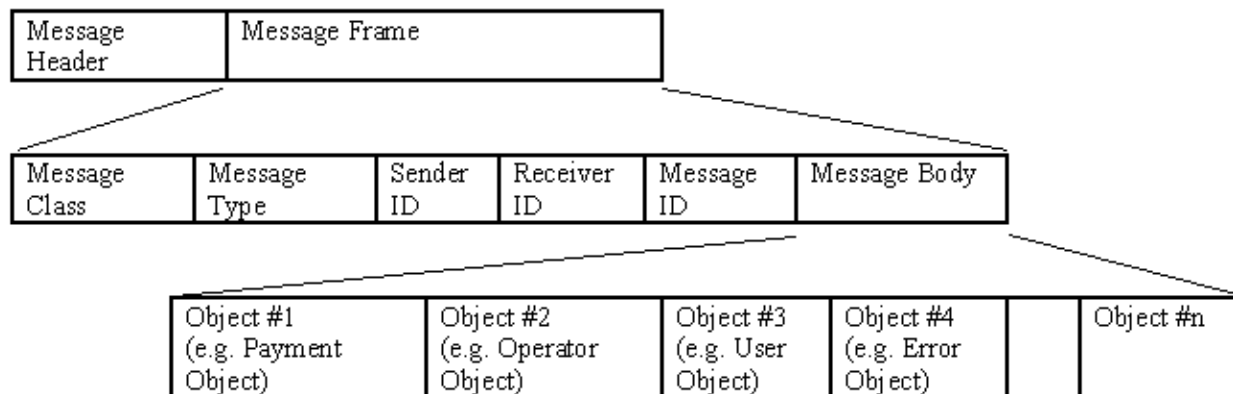 Message Header
Message Frame
Message Class
Message Type
Sender ID
Receiver ID
Message ID
Message Body
Object #1
(e.g. Payment
Object)
Object #2
(e.g. Operator
Object)
Object #3
(e.g. User
Object)
Object #4
(e.g. Error
Object)
Object #n